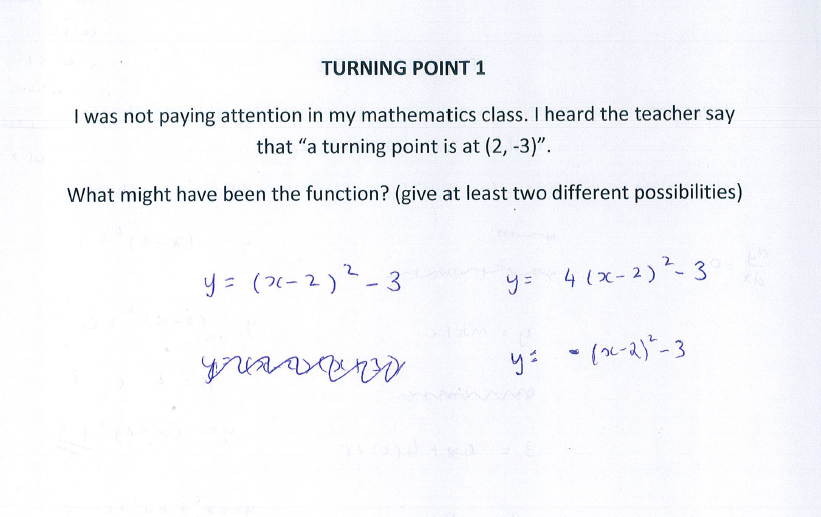 TURNING POINT 1
I was not paying attention in my mathematics class. I heard the teacher say
that “a turning point is at (2, -3)”.
What might have been the function? (give at least two different possibilities)
y = (x-2)² - 3
y = 4(x-2)² - 3
y = -(x-2)² - 3